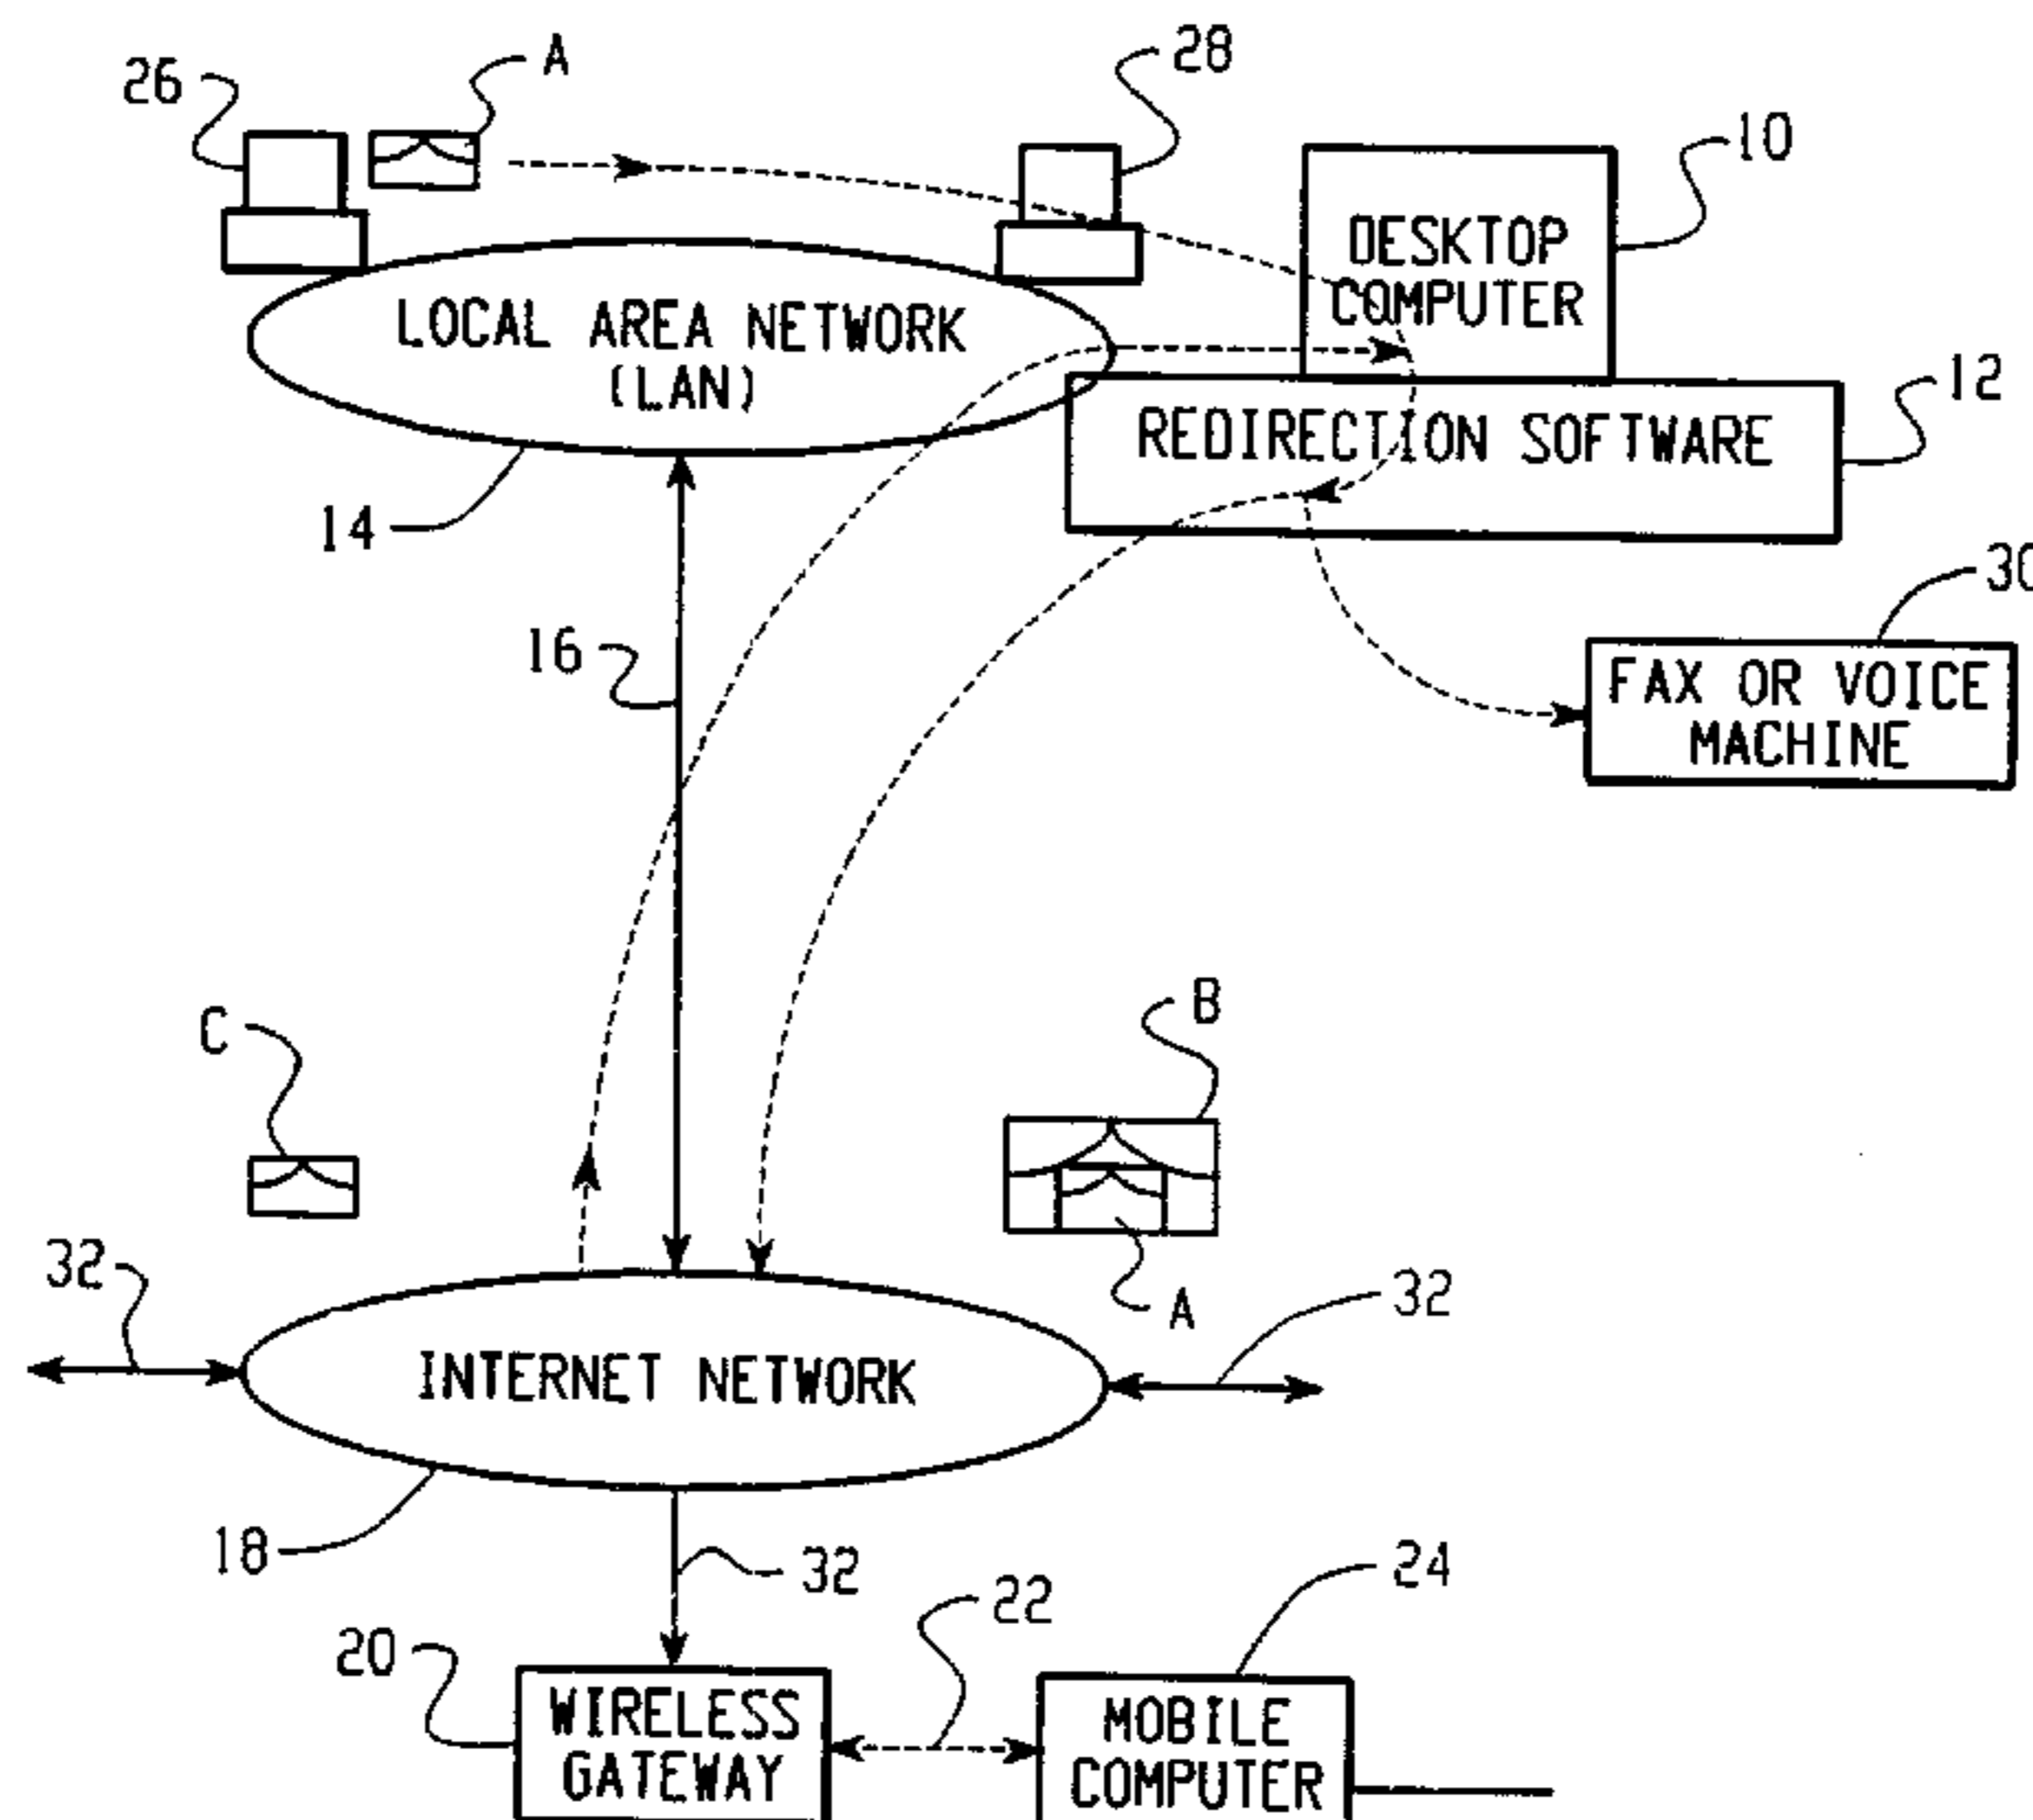 26
A
28
10
DESKTOP
COMPUTER
LOCAL AREA NETWORK
(LAN)
12
REDIRECTION SOFTWARE
14
30
16
FAX OR VOICE
MACHINE
B
C
32
A
32
INTERNET NETWORK
18
32
24
22
20
WIRELESS
GATEWAY
MOBILE
COMPUTER